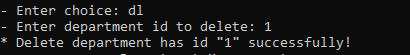 - Enter choice: dl
- Enter department id to delete: 1
* Delete department has id "1" successfully!